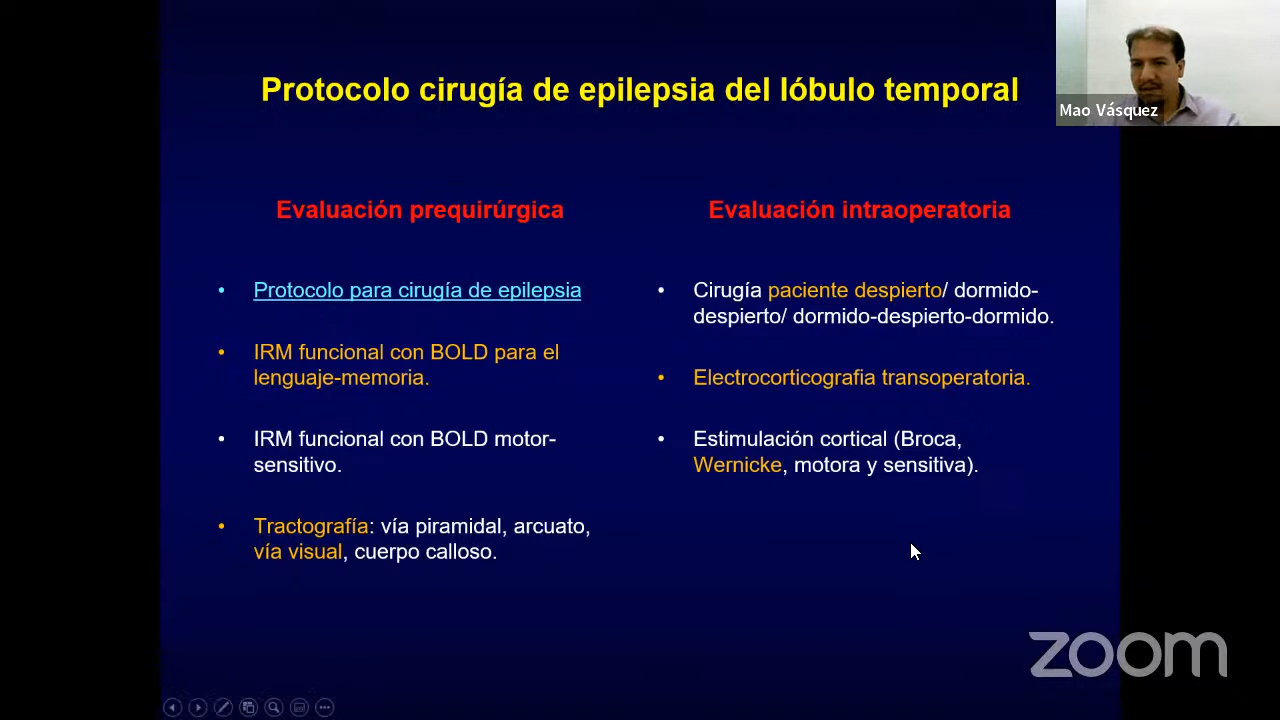 Protocolo cirugía de epilepsia del lóbulo temporal
Mao Vásquez
Evaluación prequirúrgica
• Protocolo para cirugía de epilepsia
• IRM funcional con BOLD para el
lenguaje-memoria.
• IRM funcional con BOLD motor-
sensitivo.
• Tractografía: vía piramidal, arcuato,
vía visual, cuerpo calloso.
Evaluación intraoperatoria
• Cirugía paciente despierto/ dormido-
despierto/ dormido-despierto-dormido.
• Electrocorticografia transoperatoria.
• Estimulación cortical (Broca,
Wernicke, motora y sensitiva).
zoom